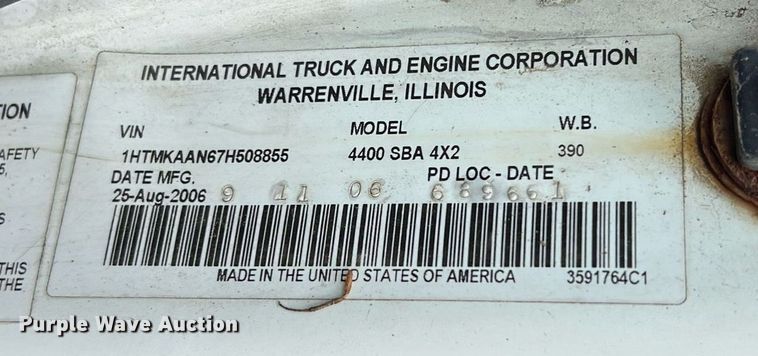 INTERNATIONAL TRUCK AND ENGINE CORPORATION
WARRENVILLE, ILLINOIS
VIN MODEL W.B.
1HTMKAAN67H508855 4400 SBA 4X2 390
DATE MFG. PD LOC - DATE
25-Aug-2006 9 11 06
MADE IN THE UNITED STATES OF AMERICA 3591764C1
TION
AFETY
THIS
THE
Purple Wave Auction